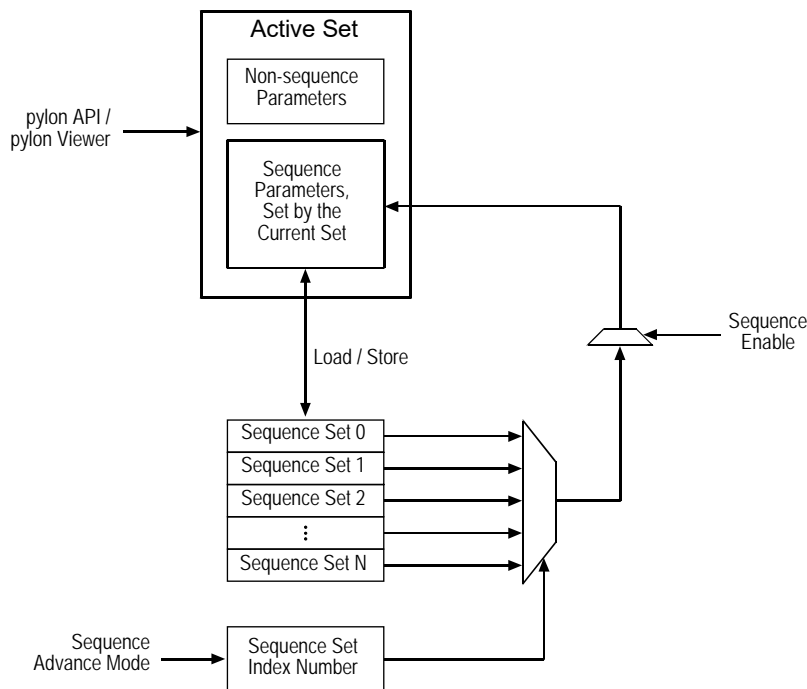 Active Set
Non-sequence
Parameters
pylon API /
pylon Viewer
Sequence
Parameters,
Set by the
Current Set
Sequence
Enable
Load / Store
Sequence Set 0
Sequence Set 1
Sequence Set 2
⋮
Sequence Set N
Sequence
Advance Mode
Sequence Set
Index Number